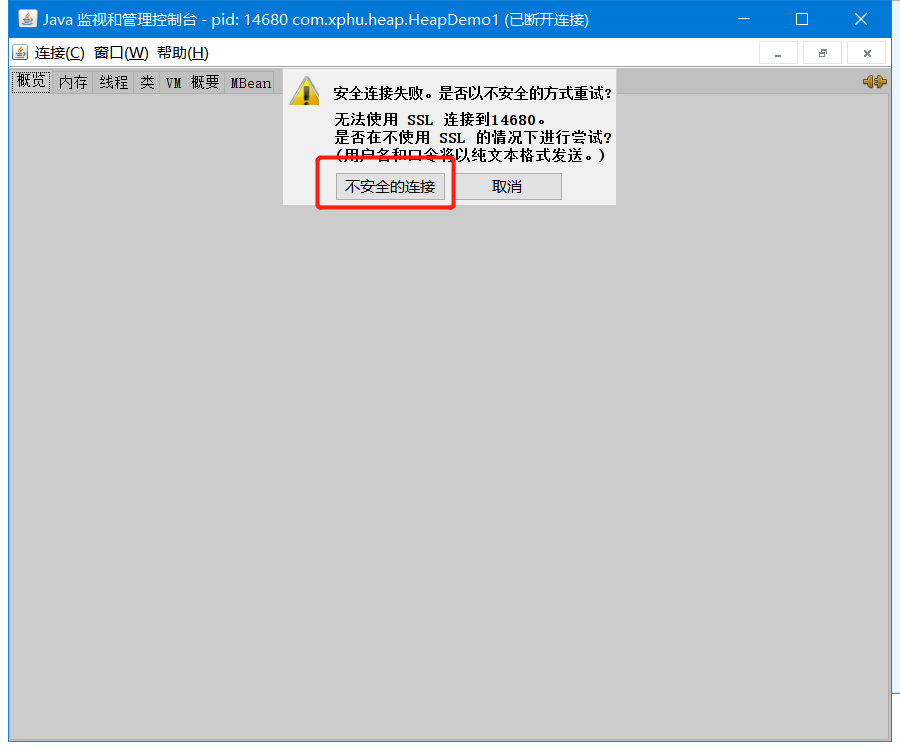 Java 监视和管理控制台 - pid: 14680 com.xphu.heap.HeapDemo1 (已断开连接)
连接(C) 窗口(W) 帮助(H)
概览 内存 线程 类 VM 概要 MBean
安全连接失败。是否以不安全的方式重试?
无法使用 SSL 连接到14680。
是否在不使用 SSL 的情况下进行尝试?
(用户名和口令将以纯文本格式发送。)
不安全的连接 取消